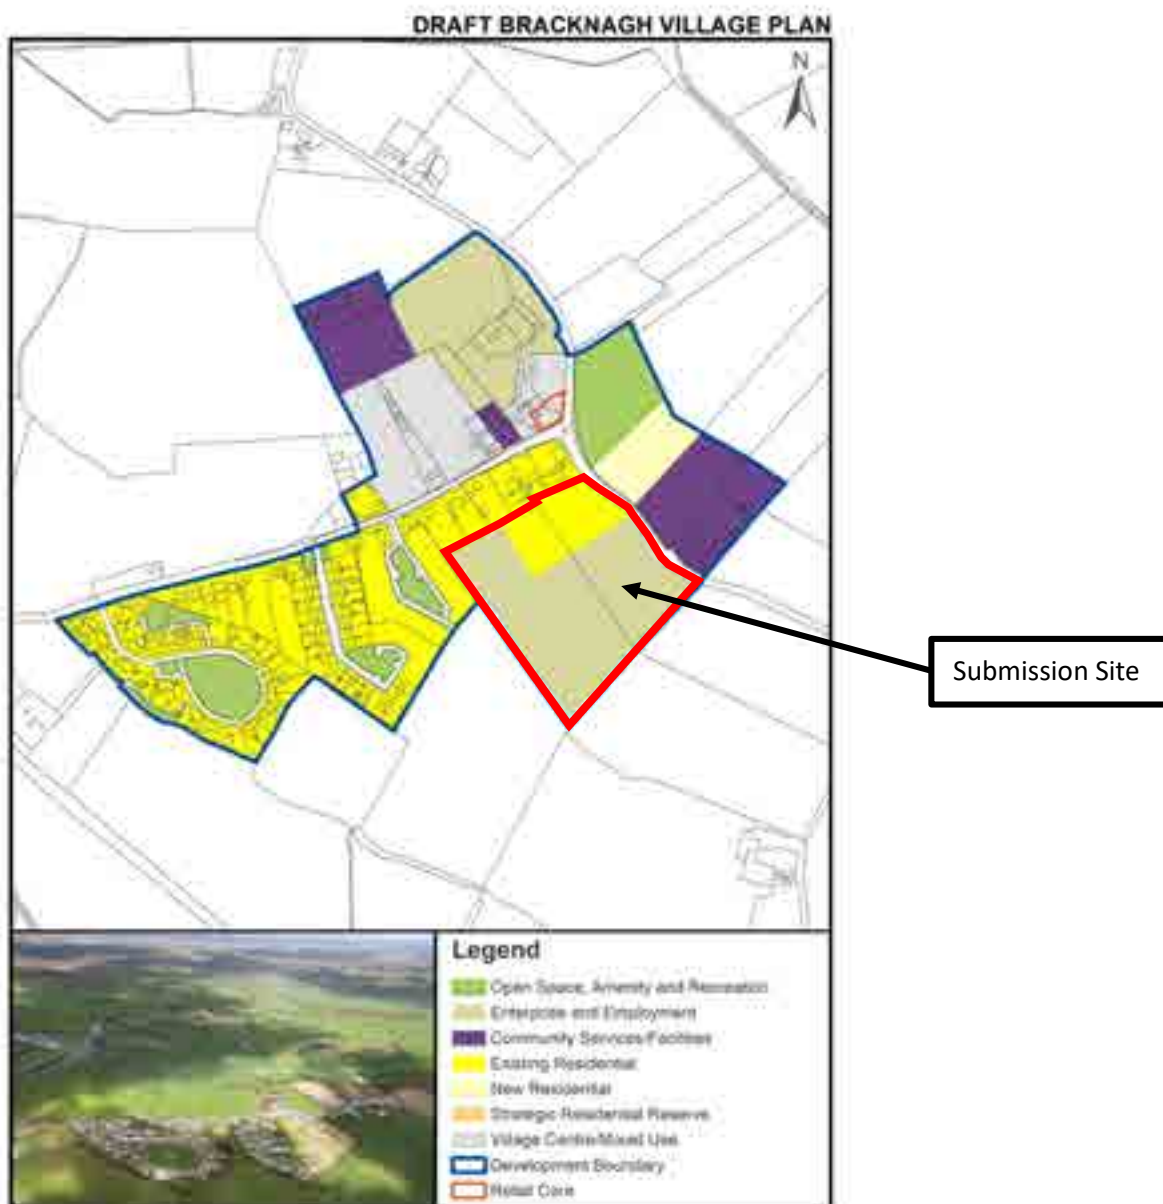 DRAFT BRACKNAGH VILLAGE PLAN
N
Submission Site
Legend
Open Space, Amenity and Recreation
Enterprise and Employment
Community Services/Facilities
Existing Residential
New Residential
Strategic Residential Reserve
Village Centre/Mixed Use
Development Boundary
Retail Core